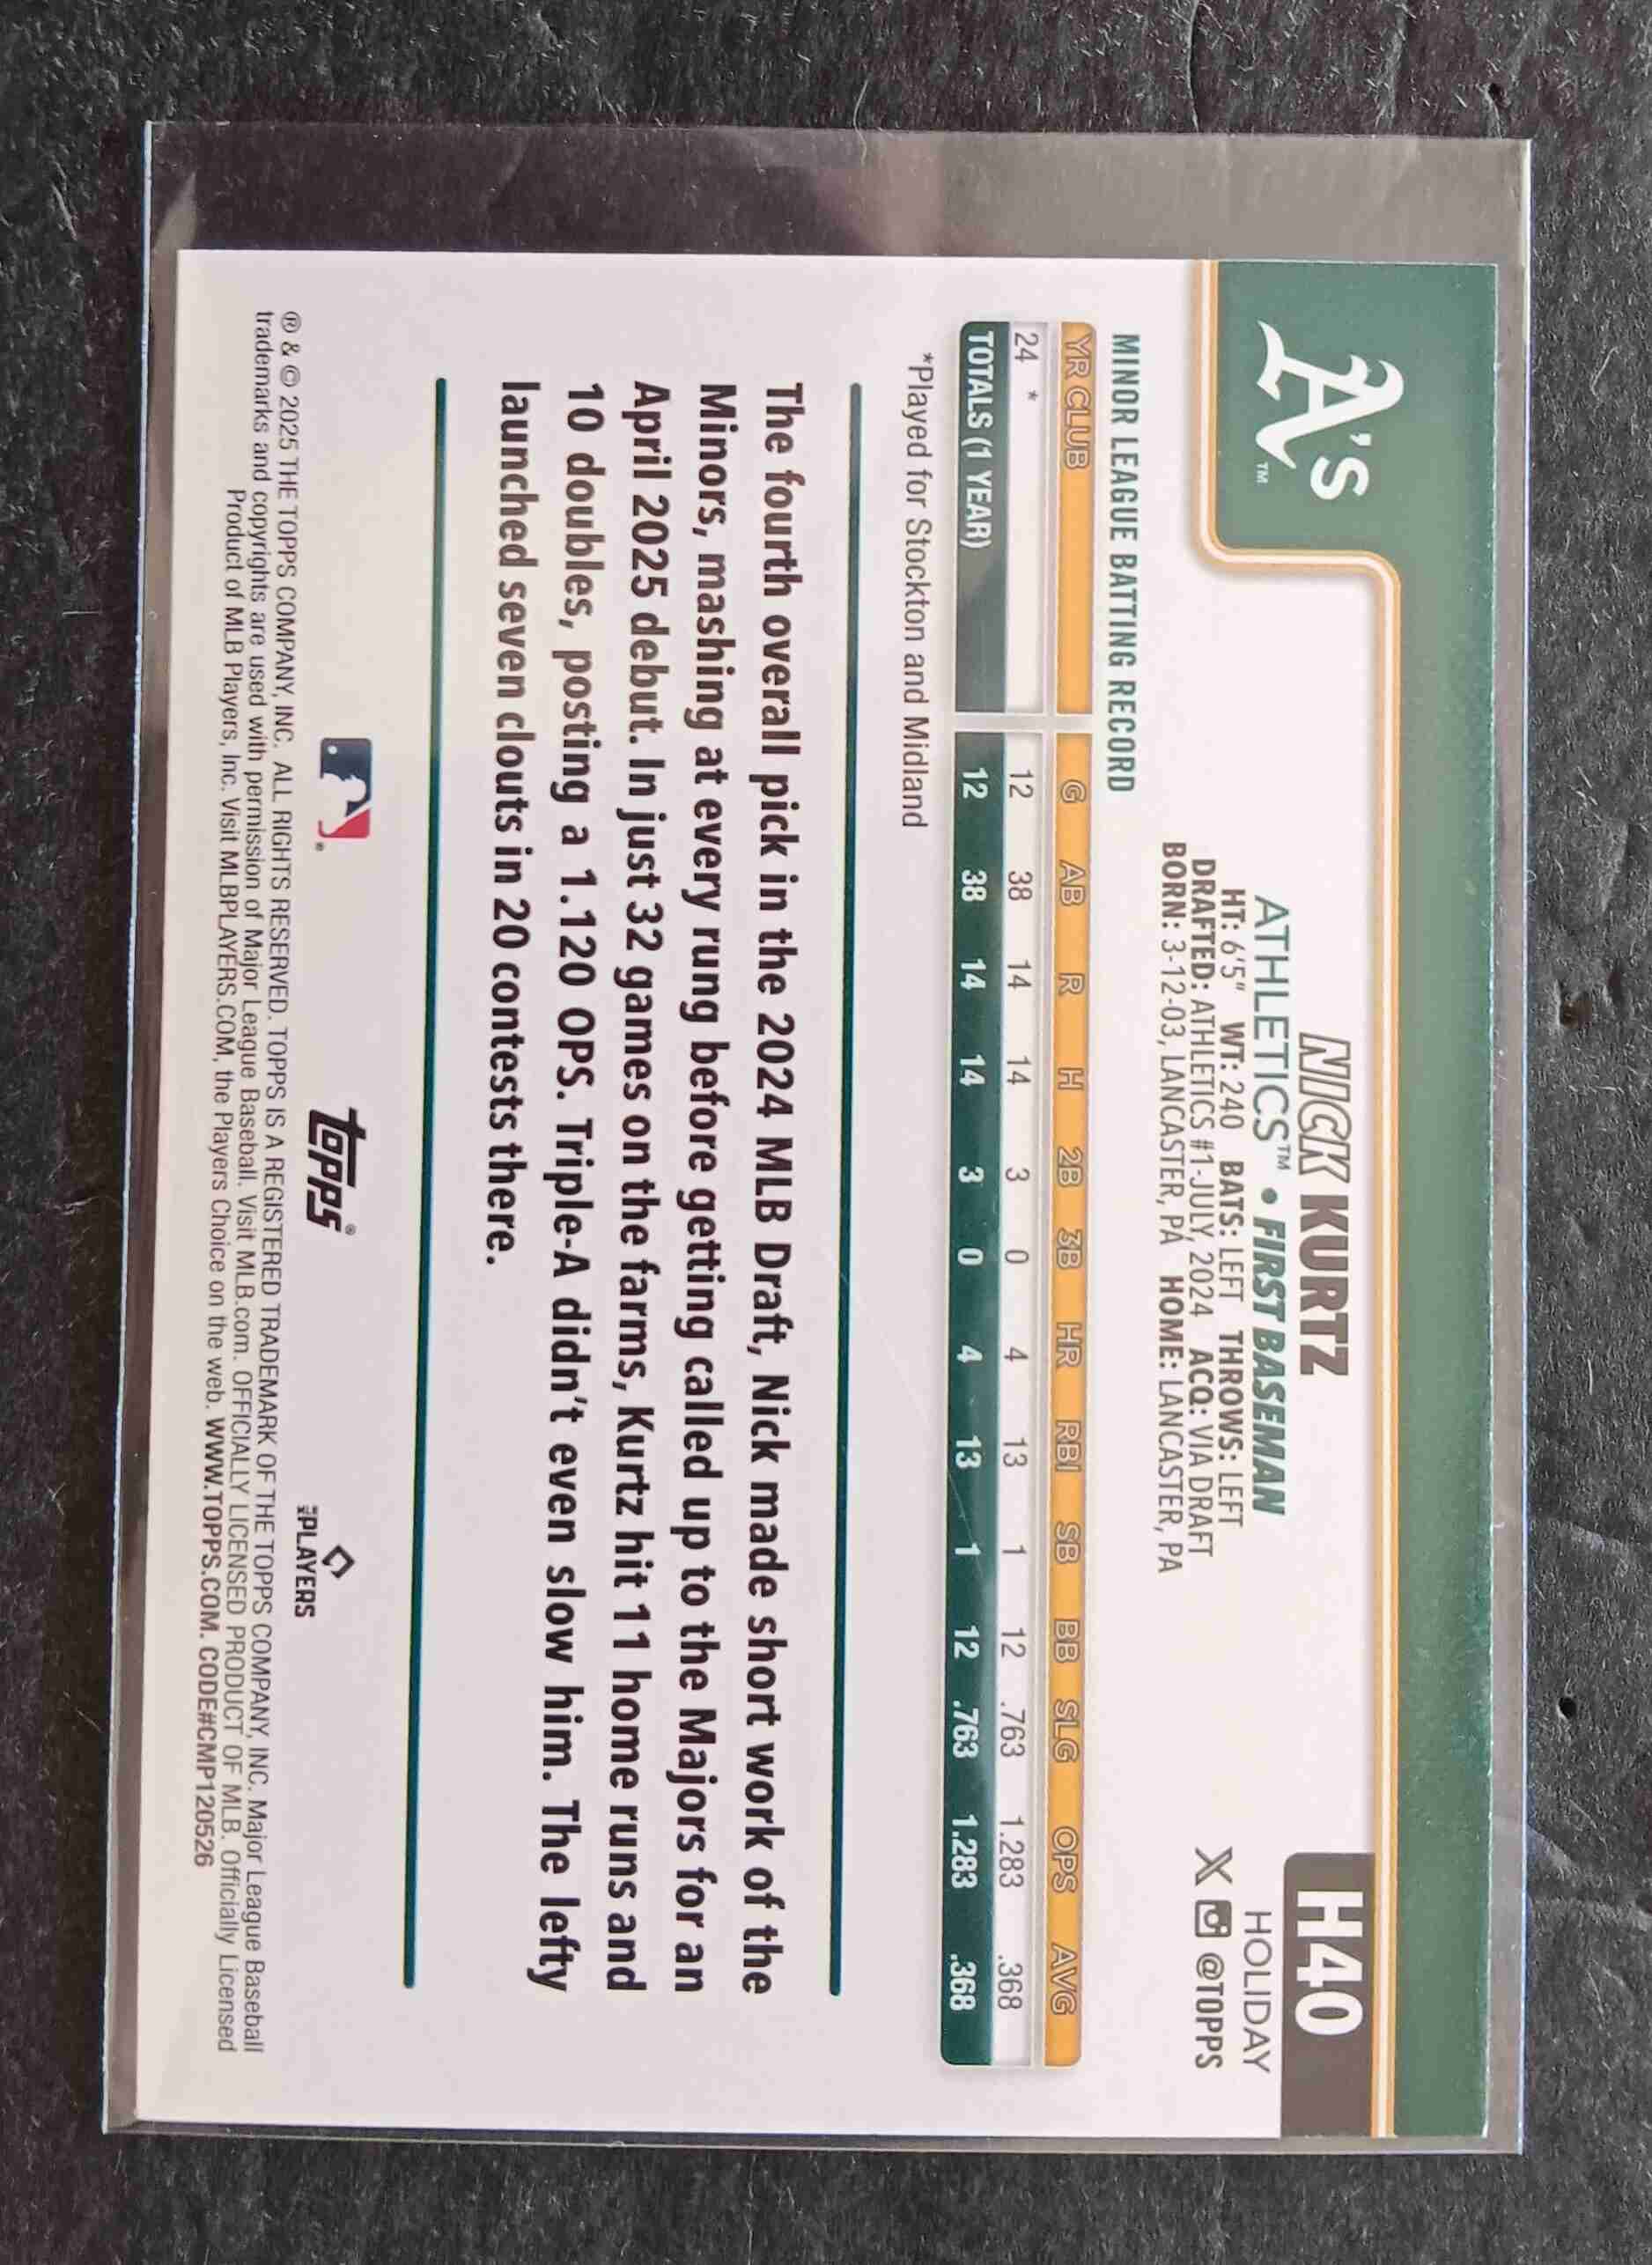 A's™
H40
NICK KURTZ
HOLIDAY
ATHLETICS™ • FIRST BASEMAN
HT: 6'5" WT: 240 BATS: LEFT THROWS: LEFT
X @TOPPS
DRAFTED: ATHLETICS #1-JULY, 2024 ACQ: VIA DRAFT
BORN: 3-12-03, LANCASTER, PA HOME: LANCASTER, PA
MINOR LEAGUE BATTING RECORD
YR CLUB G AB R H 2B 3B HR RBI SB BB SLG OPS AVG
24 * 12 38 14 14 3 0 4 13 1 12 .763 1.283 .368
TOTALS (1 YEAR) 12 38 14 14 3 0 4 13 1 12 .763 1.283 .368
*Played for Stockton and Midland
The fourth overall pick in the 2024 MLB Draft, Nick made short work of the
Minors, mashing at every rung before getting called up to the Majors for an
April 2025 debut. In just 32 games on the farms, Kurtz hit 11 home runs and
10 doubles, posting a 1.120 OPS. Triple-A didn't even slow him. The lefty
launched seven clouts in 20 contests there.
topps®
PLAYERS
® & © 2025 THE TOPPS COMPANY, INC. ALL RIGHTS RESERVED. TOPPS IS A REGISTERED TRADEMARK OF THE TOPPS COMPANY, INC. Major League Baseball
trademarks and copyrights are used with permission of Major League Baseball. Visit MLB.com. OFFICIALLY LICENSED PRODUCT OF MLB. Officially Licensed
Product of MLB Players, Inc. Visit MLBPLAYERS.COM, the Players Choice on the web. WWW.TOPPS.COM. CODE#CMP120526